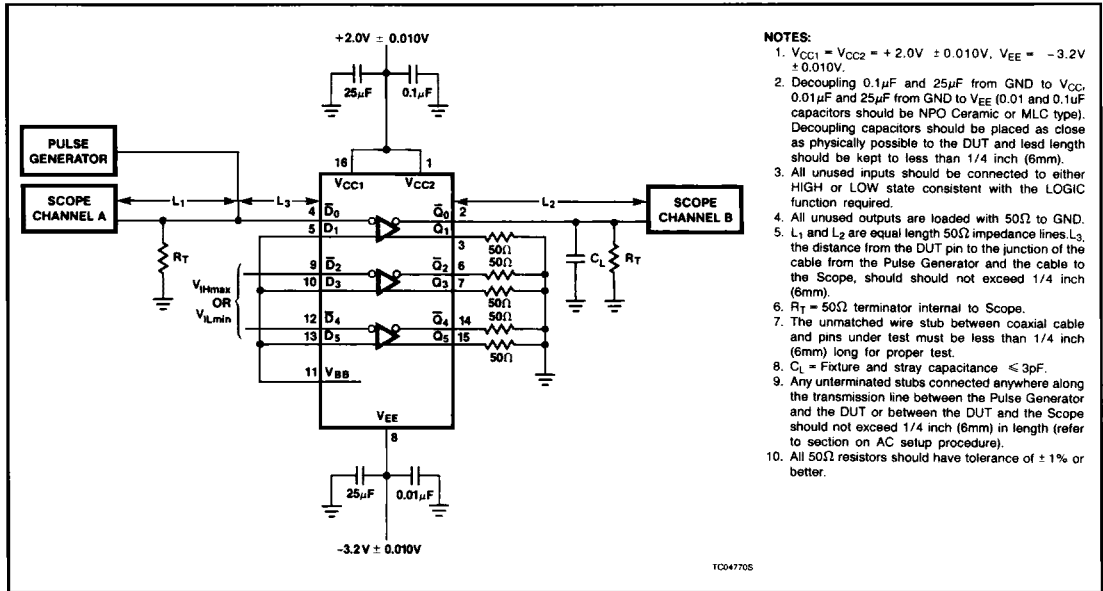 +2.0V ± 0.010V
25μF
0.1μF
PULSE
GENERATOR
SCOPE
CHANNEL A
L1
L3
RT
16
1
VCC1
VCC2
4
D̅0
Q̅0
2
5
D1
Q1
3
50Ω
50Ω
9
D̅2
Q̅2
6
10
D3
Q3
7
50Ω
50Ω
12
D̅4
Q̅4
14
13
D5
Q5
15
50Ω
11
VBB
VIHmax
OR
VILmin
VEE
8
L2
SCOPE
CHANNEL B
CL
RT
25μF
0.01μF
-3.2V ± 0.010V
TC04770S
NOTES:
1. VCC1 = VCC2 = +2.0V ± 0.010V, VEE = -3.2V
± 0.010V.
2. Decoupling 0.1μF and 25μF from GND to VCC,
0.01μF and 25μF from GND to VEE (0.01 and 0.1uF
capacitors should be NPO Ceramic or MLC type).
Decoupling capacitors should be placed as close
as physically possible to the DUT and lesd length
should be kept to less than 1/4 inch (6mm).
3. All unused inputs should be connected to either
HIGH or LOW state consistent with the LOGIC
function required.
4. All unused outputs are loaded with 50Ω to GND.
5. L1 and L2 are equal length 50Ω impedance lines. L3,
the distance from the DUT pin to the junction of the
cable from the Pulse Generator and the cable to
the Scope, should should not exceed 1/4 inch
(6mm).
6. RT = 50Ω terminator internal to Scope.
7. The unmatched wire stub between coaxial cable
and pins under test must be less than 1/4 inch
(6mm) long for proper test.
8. CL = Fixture and stray capacitance ≤ 3pF.
9. Any unterminated stubs connected anywhere along
the transmission line between the Pulse Generator
and the DUT or between the DUT and the Scope
should not exceed 1/4 inch (6mm) in length (refer
to section on AC setup procedure).
10. All 50Ω resistors should have tolerance of ± 1% or
better.